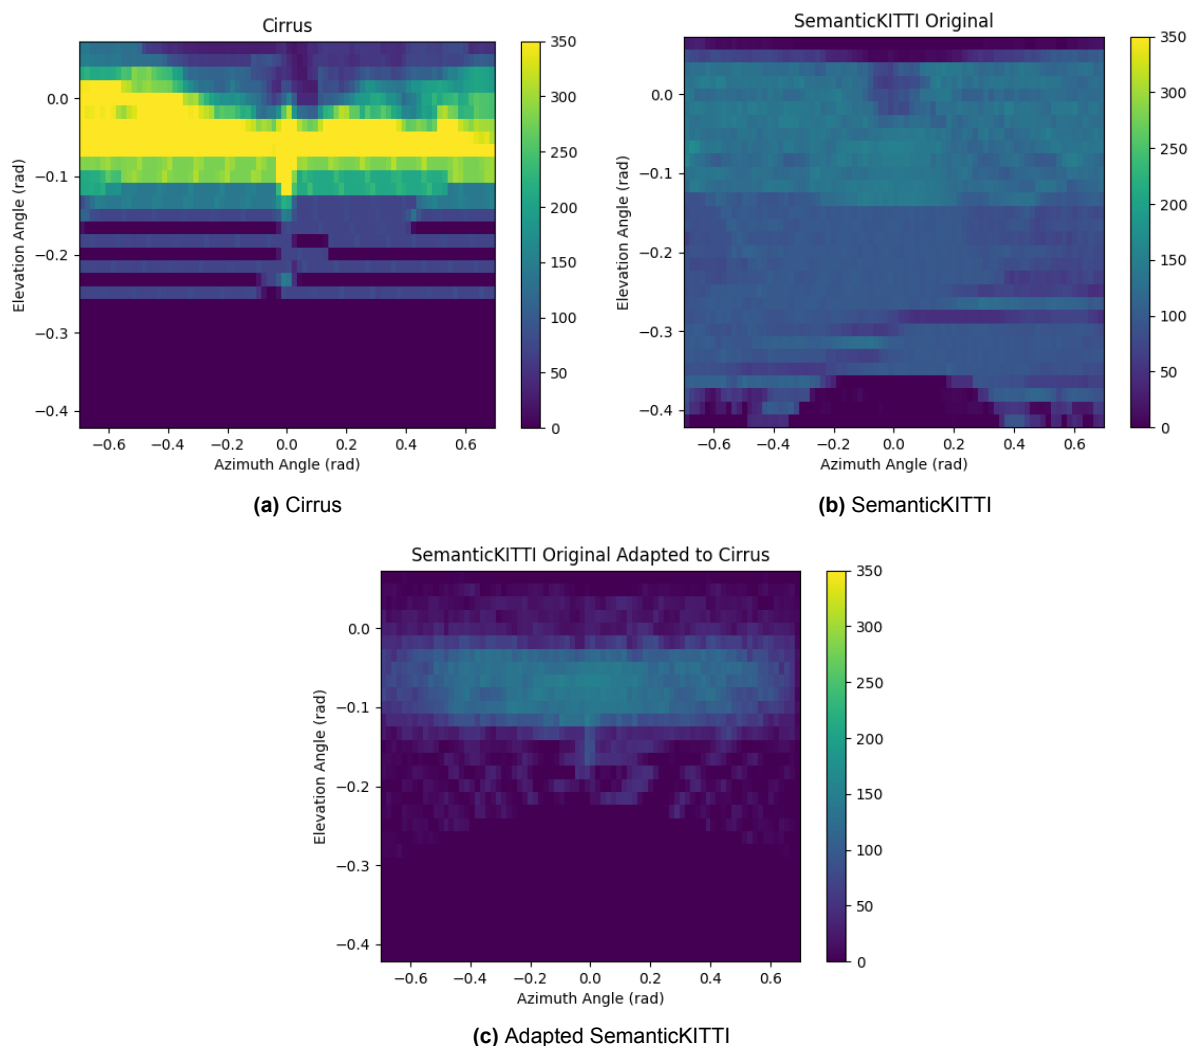 Cirrus
0.0
−0.1
−0.2
−0.3
−0.4
Elevation Angle (rad)
−0.6 −0.4 −0.2 0.0 0.2 0.4 0.6
Azimuth Angle (rad)
350
300
250
200
150
100
50
0
(a) Cirrus
SemanticKITTI Original
0.0
−0.1
−0.2
−0.3
−0.4
Elevation Angle (rad)
−0.6 −0.4 −0.2 0.0 0.2 0.4 0.6
Azimuth Angle (rad)
350
300
250
200
150
100
50
0
(b) SemanticKITTI
SemanticKITTI Original Adapted to Cirrus
0.0
−0.1
−0.2
−0.3
−0.4
Elevation Angle (rad)
−0.6 −0.4 −0.2 0.0 0.2 0.4 0.6
Azimuth Angle (rad)
350
300
250
200
150
100
50
0
(c) Adapted SemanticKITTI